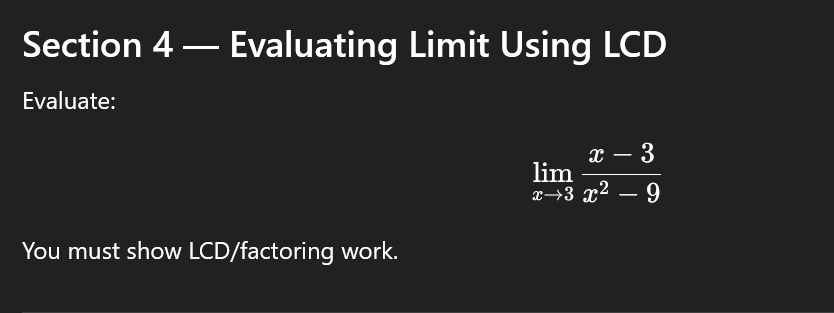 Section 4 — Evaluating Limit Using LCD
Evaluate:
lim x→3 (x − 3)/(x² − 9)
You must show LCD/factoring work.